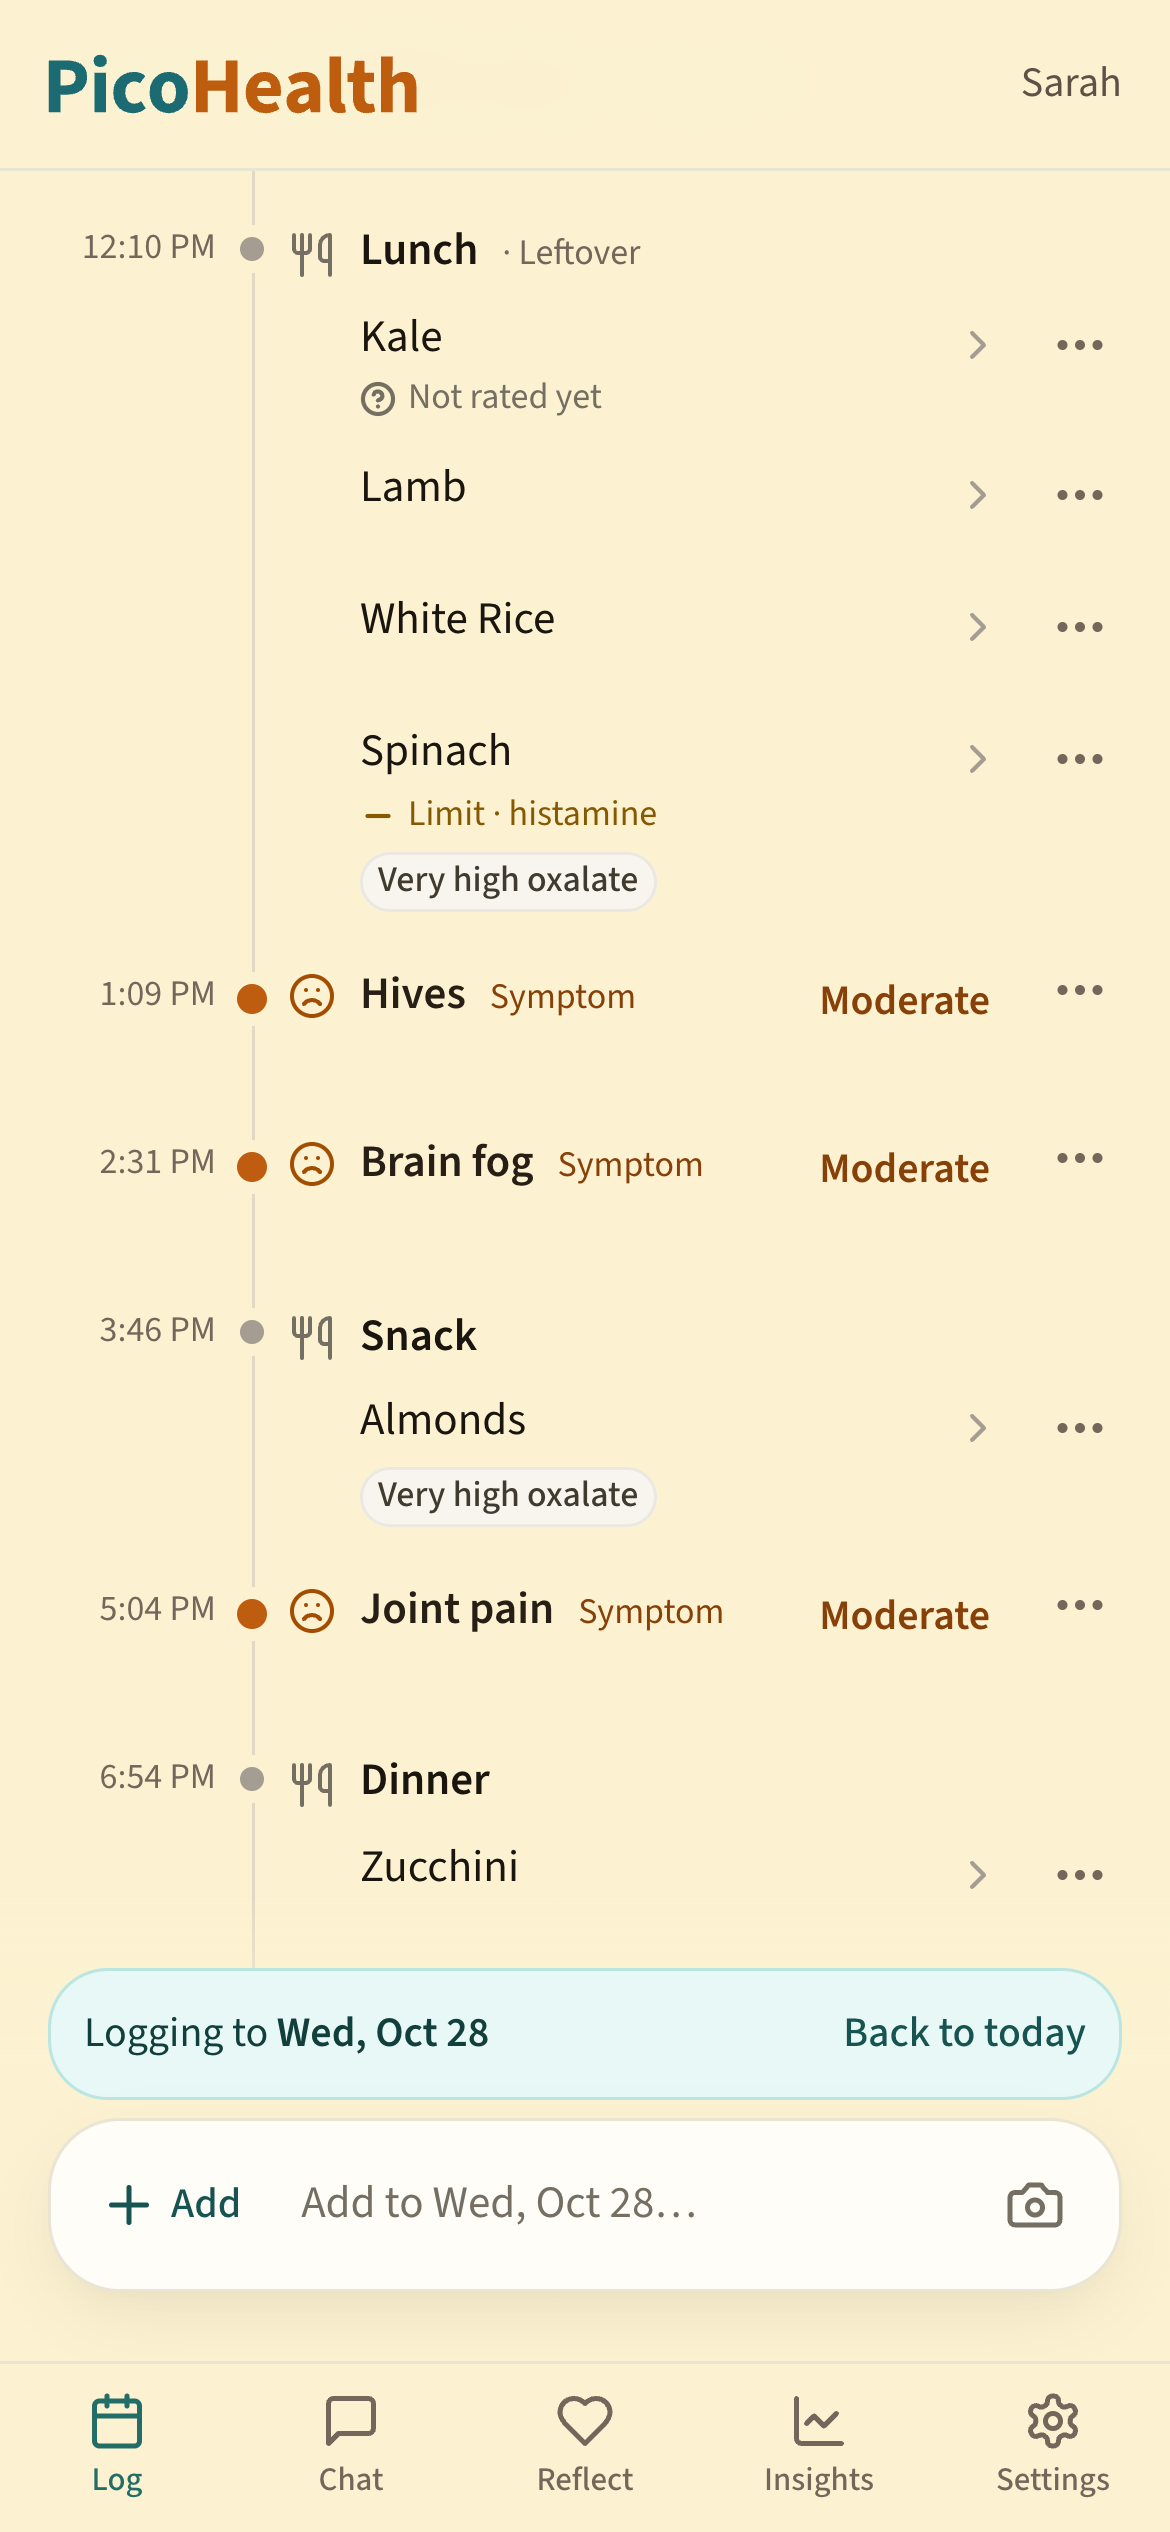 PicoHealth
Sarah
12:10 PM Lunch · Leftover
Kale
Not rated yet
Lamb
White Rice
Spinach
Limit · histamine
Very high oxalate
1:09 PM Hives Symptom Moderate
2:31 PM Brain fog Symptom Moderate
3:46 PM Snack
Almonds
Very high oxalate
5:04 PM Joint pain Symptom Moderate
6:54 PM Dinner
Zucchini
Logging to Wed, Oct 28 Back to today
Add Add to Wed, Oct 28…
Log Chat Reflect Insights Settings